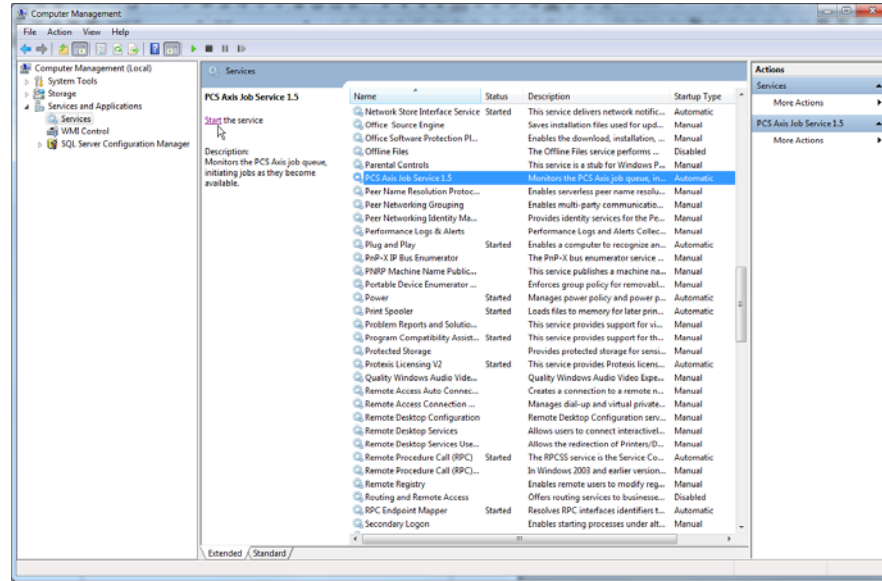 Computer Management
File Action View Help
Computer Management (Local)
System Tools
Storage
Services and Applications
Services
WMI Control
SQL Server Configuration Manager
Services
PCS Axis Job Service 1.5
Start the service
Description:
Monitors the PCS Axis job queue,
initiating jobs as they become
available.
Name Status Description Startup Type
Network Store Interface Service Started This service delivers network notific... Automatic
Office Source Engine Saves installation files used for upd... Manual
Office Software Protection Pl... Enables the download, installation, ... Manual
Offline Files The Offline Files service performs ... Disabled
Parental Controls This service is a stub for Windows P... Manual
PCS Axis Job Service 1.5 Monitors the PCS Axis job queue, in... Automatic
Peer Name Resolution Protoc... Enables serverless peer name resolu... Manual
Peer Networking Grouping Enables multi-party communicatio... Manual
Peer Networking Identity Ma... Provides identity services for the Pe... Manual
Performance Logs & Alerts Performance Logs and Alerts Collec... Manual
Plug and Play Started Enables a computer to recognize an... Automatic
PnP-X IP Bus Enumerator The PnP-X bus enumerator service ... Manual
PNRP Machine Name Public... This service publishes a machine na... Manual
Portable Device Enumerator ... Enforces group policy for removabl... Manual
Power Started Manages power policy and power p... Automatic
Print Spooler Started Loads files to memory for later prin... Automatic
Problem Reports and Solutio... This service provides support for vi... Manual
Program Compatibility Assist... Started This service provides support for th... Manual
Protected Storage Provides protected storage for sensi... Manual
Protexis Licensing V2 Started This service provides Protexis licens... Automatic
Quality Windows Audio Vide... Quality Windows Audio Video Expe... Manual
Remote Access Auto Connec... Creates a connection to a remote n... Manual
Remote Access Connection ... Manages dial-up and virtual private... Manual
Remote Desktop Configuration Remote Desktop Configuration serv... Manual
Remote Desktop Services Allows users to connect interactivel... Manual
Remote Desktop Services Use... Allows the redirection of Printers/D... Manual
Remote Procedure Call (RPC) Started The RPCSS service is the Service Co... Automatic
Remote Procedure Call (RPC)... In Windows 2003 and earlier version... Manual
Remote Registry Enables remote users to modify reg... Manual
Routing and Remote Access Offers routing services to businesse... Disabled
RPC Endpoint Mapper Started Resolves RPC interfaces identifiers t... Automatic
Secondary Logon Enables starting processes under alt... Manual
Extended Standard
Actions
Services
More Actions
PCS Axis Job Service 1.5
More Actions